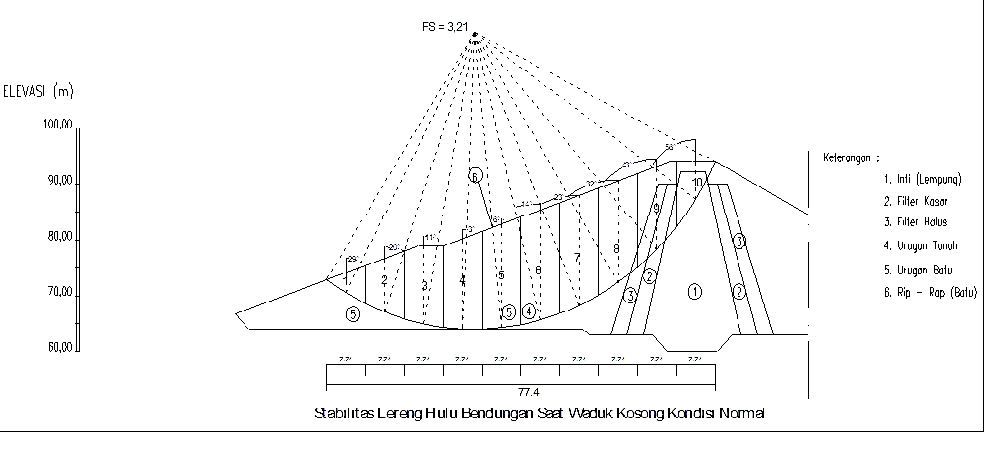 FS = 3,21
ELEVASI (m)
100,00
90,00
80,00
70,00
60,00
6
2
3
4
5
6
7
8
9
10
5
5
4
3
2
1
3
2
77.4
Keterangan :
1. Inti (Lempung)
2. Filter Kasar
3. Filter Halus
4. Urugan Tanah
5. Urugan Batu
6. Rip - Rap (Batu)
Stabilitas Lereng Hulu Bendungan Saat Waduk Kosong Kondisi Normal